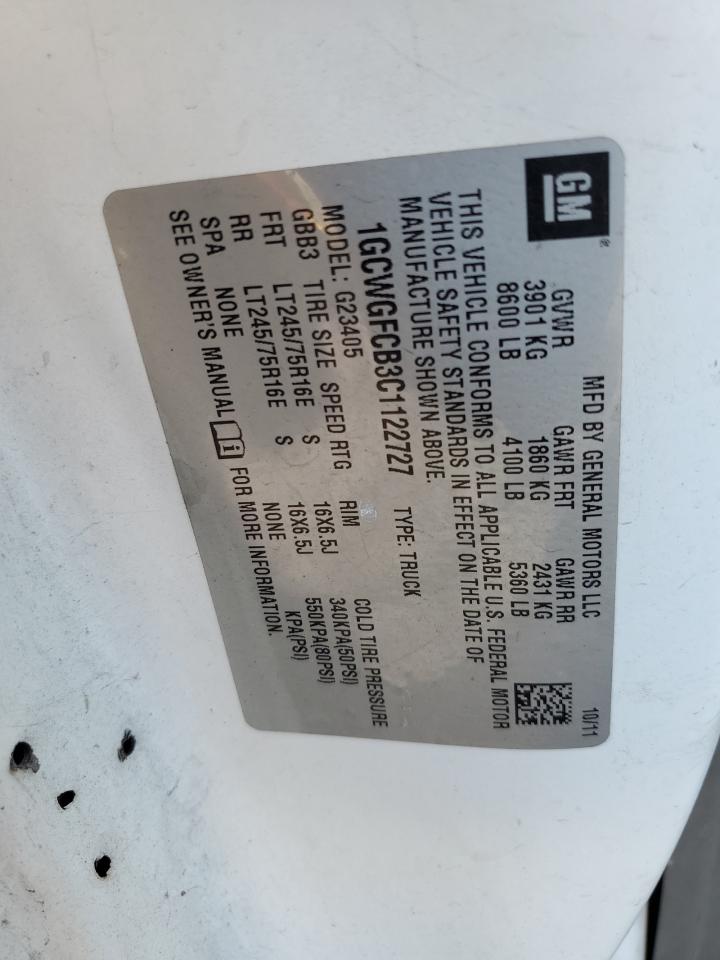 GM®
MFD BY GENERAL MOTORS LLC 10/11
GVWR GAWR FRT GAWR RR
3901 KG 1860 KG 2431 KG
8600 LB 4100 LB 5360 LB
THIS VEHICLE CONFORMS TO ALL APPLICABLE U.S. FEDERAL MOTOR
VEHICLE SAFETY STANDARDS IN EFFECT ON THE DATE OF
MANUFACTURE SHOWN ABOVE.
1GCWGFCB3C1122727 TYPE: TRUCK
MODEL: G23405
GBB3 TIRE SIZE SPEED RTG RIM COLD TIRE PRESSURE
FRT LT245/75R16E S 16X6.5J 340KPA(50PSI)
RR LT245/75R16E S 16X6.5J 550KPA(80PSI)
SPA NONE NONE KPA(PSI)
SEE OWNER'S MANUAL FOR MORE INFORMATION.